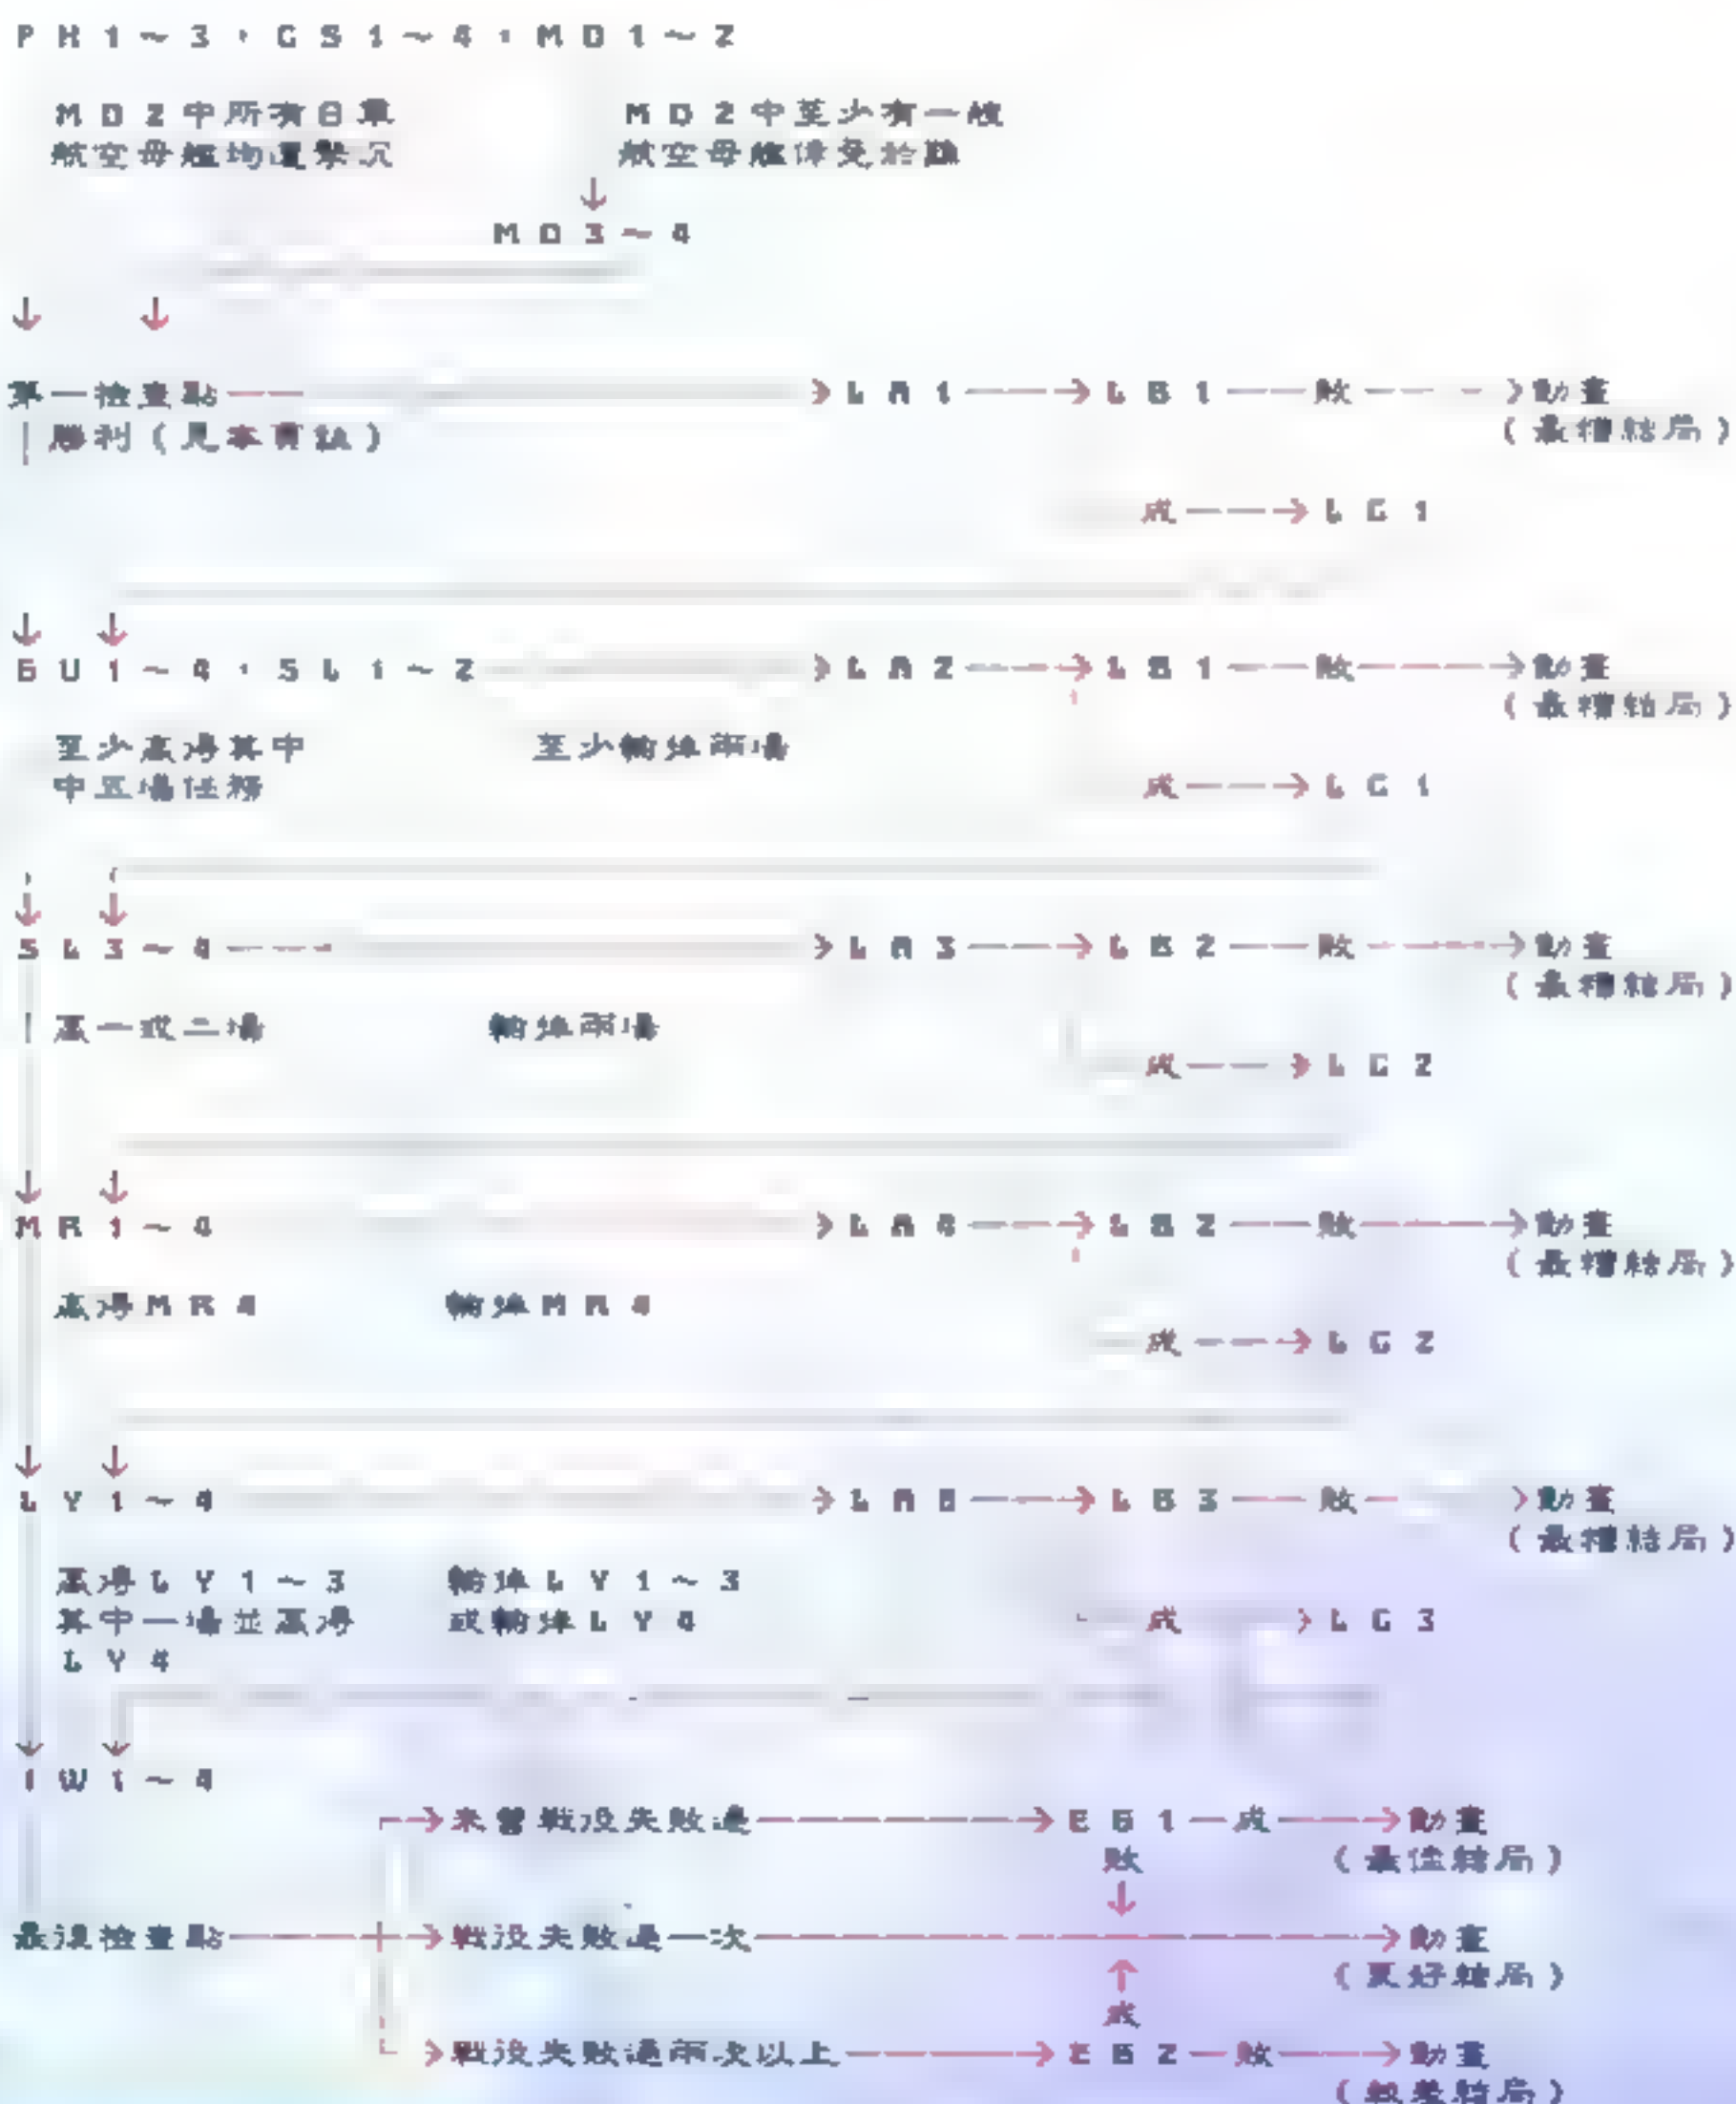 PH1~3,GS1~4,MD1~2
MD2中所有日軍 MD2中至少有一艘
航空母艦均遭擊沉 航空母艦
↓
MD3~4
↓ ↓
第一檢查點 → LA1 → LB1 — 敗 → 動畫
勝利(見本 (最糟結局)
成 → LC1
↓ ↓
SU1~4,SL1~2 → LA2 → LB1 — 敗 → 動畫
(最糟結局)
至少贏得其中 至少輸掉兩場
中五場任務 成 → LC1
↓ ↓
SL3~4 → LA3 → LB2 — 敗 → 動畫
(最糟結局)
贏一或二場 輸掉兩場
成 → LC2
↓ ↓
MR1~4 → LA4 → LB2 — 敗 → 動畫
(最糟結局)
贏得MR4 輸掉MR4
成 → LC2
↓ ↓
LY1~4 → LA5 → LB3 — 敗 → 動畫
(最糟結局)
贏得LY1~3 輸掉LY1~3
其中一場並贏得 或輸掉LY4 成 → LC3
LY4
↓ ↓
IW1~4
→ 未曾戰役失敗過 → EG1 — 成 → 動畫
敗 (最佳結局)
↓
最後檢查點 → 戰役失敗過一次 → 動畫
↑ (更好結局)
成
→ 戰役失敗過兩次以上 → EG2 — 敗 → 動畫
結局)